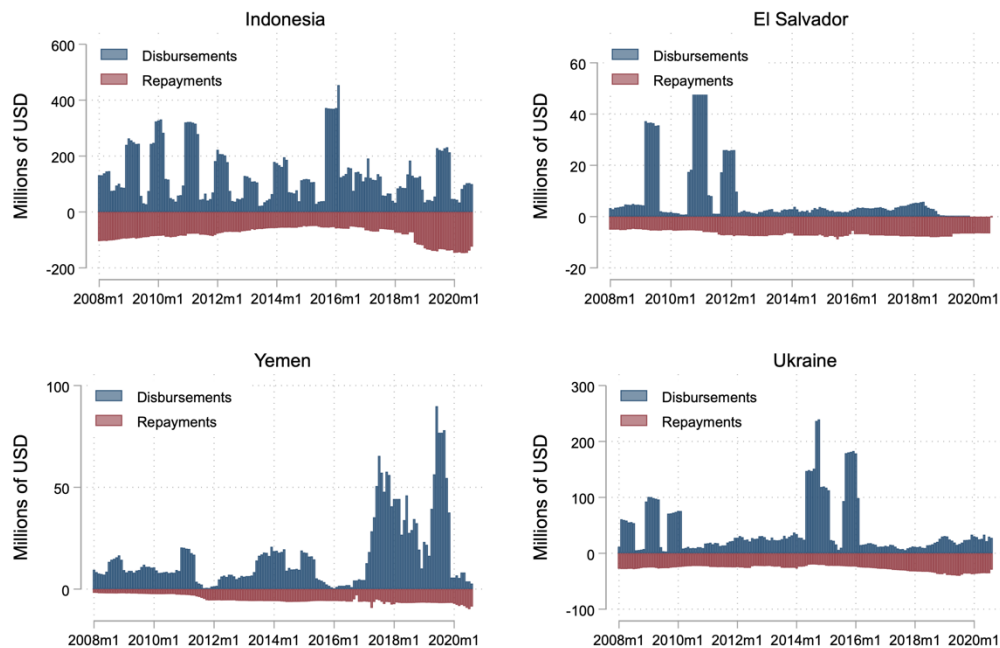 Indonesia
Millions of USD
600
400
200
0
-200
Disbursements
Repayments
2008m1 2010m1 2012m1 2014m1 2016m1 2018m1 2020m1
El Salvador
Millions of USD
60
40
20
0
-20
Disbursements
Repayments
2008m1 2010m1 2012m1 2014m1 2016m1 2018m1 2020m1
Yemen
Millions of USD
100
50
0
Disbursements
Repayments
2008m1 2010m1 2012m1 2014m1 2016m1 2018m1 2020m1
Ukraine
Millions of USD
300
200
100
0
-100
Disbursements
Repayments
2008m1 2010m1 2012m1 2014m1 2016m1 2018m1 2020m1